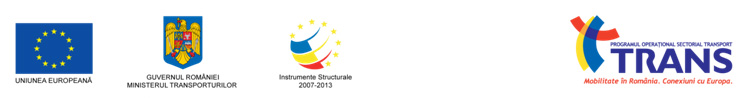 UNIUNEA EUROPEANĂ
GUVERNUL ROMÂNIEI
MINISTERUL TRANSPORTURILOR
Instrumente Structurale
2007-2013
PROGRAMUL OPERAȚIONAL SECTORIAL TRANSPORT
TRANS
Mobilitate în România. Conexiuni cu Europa.